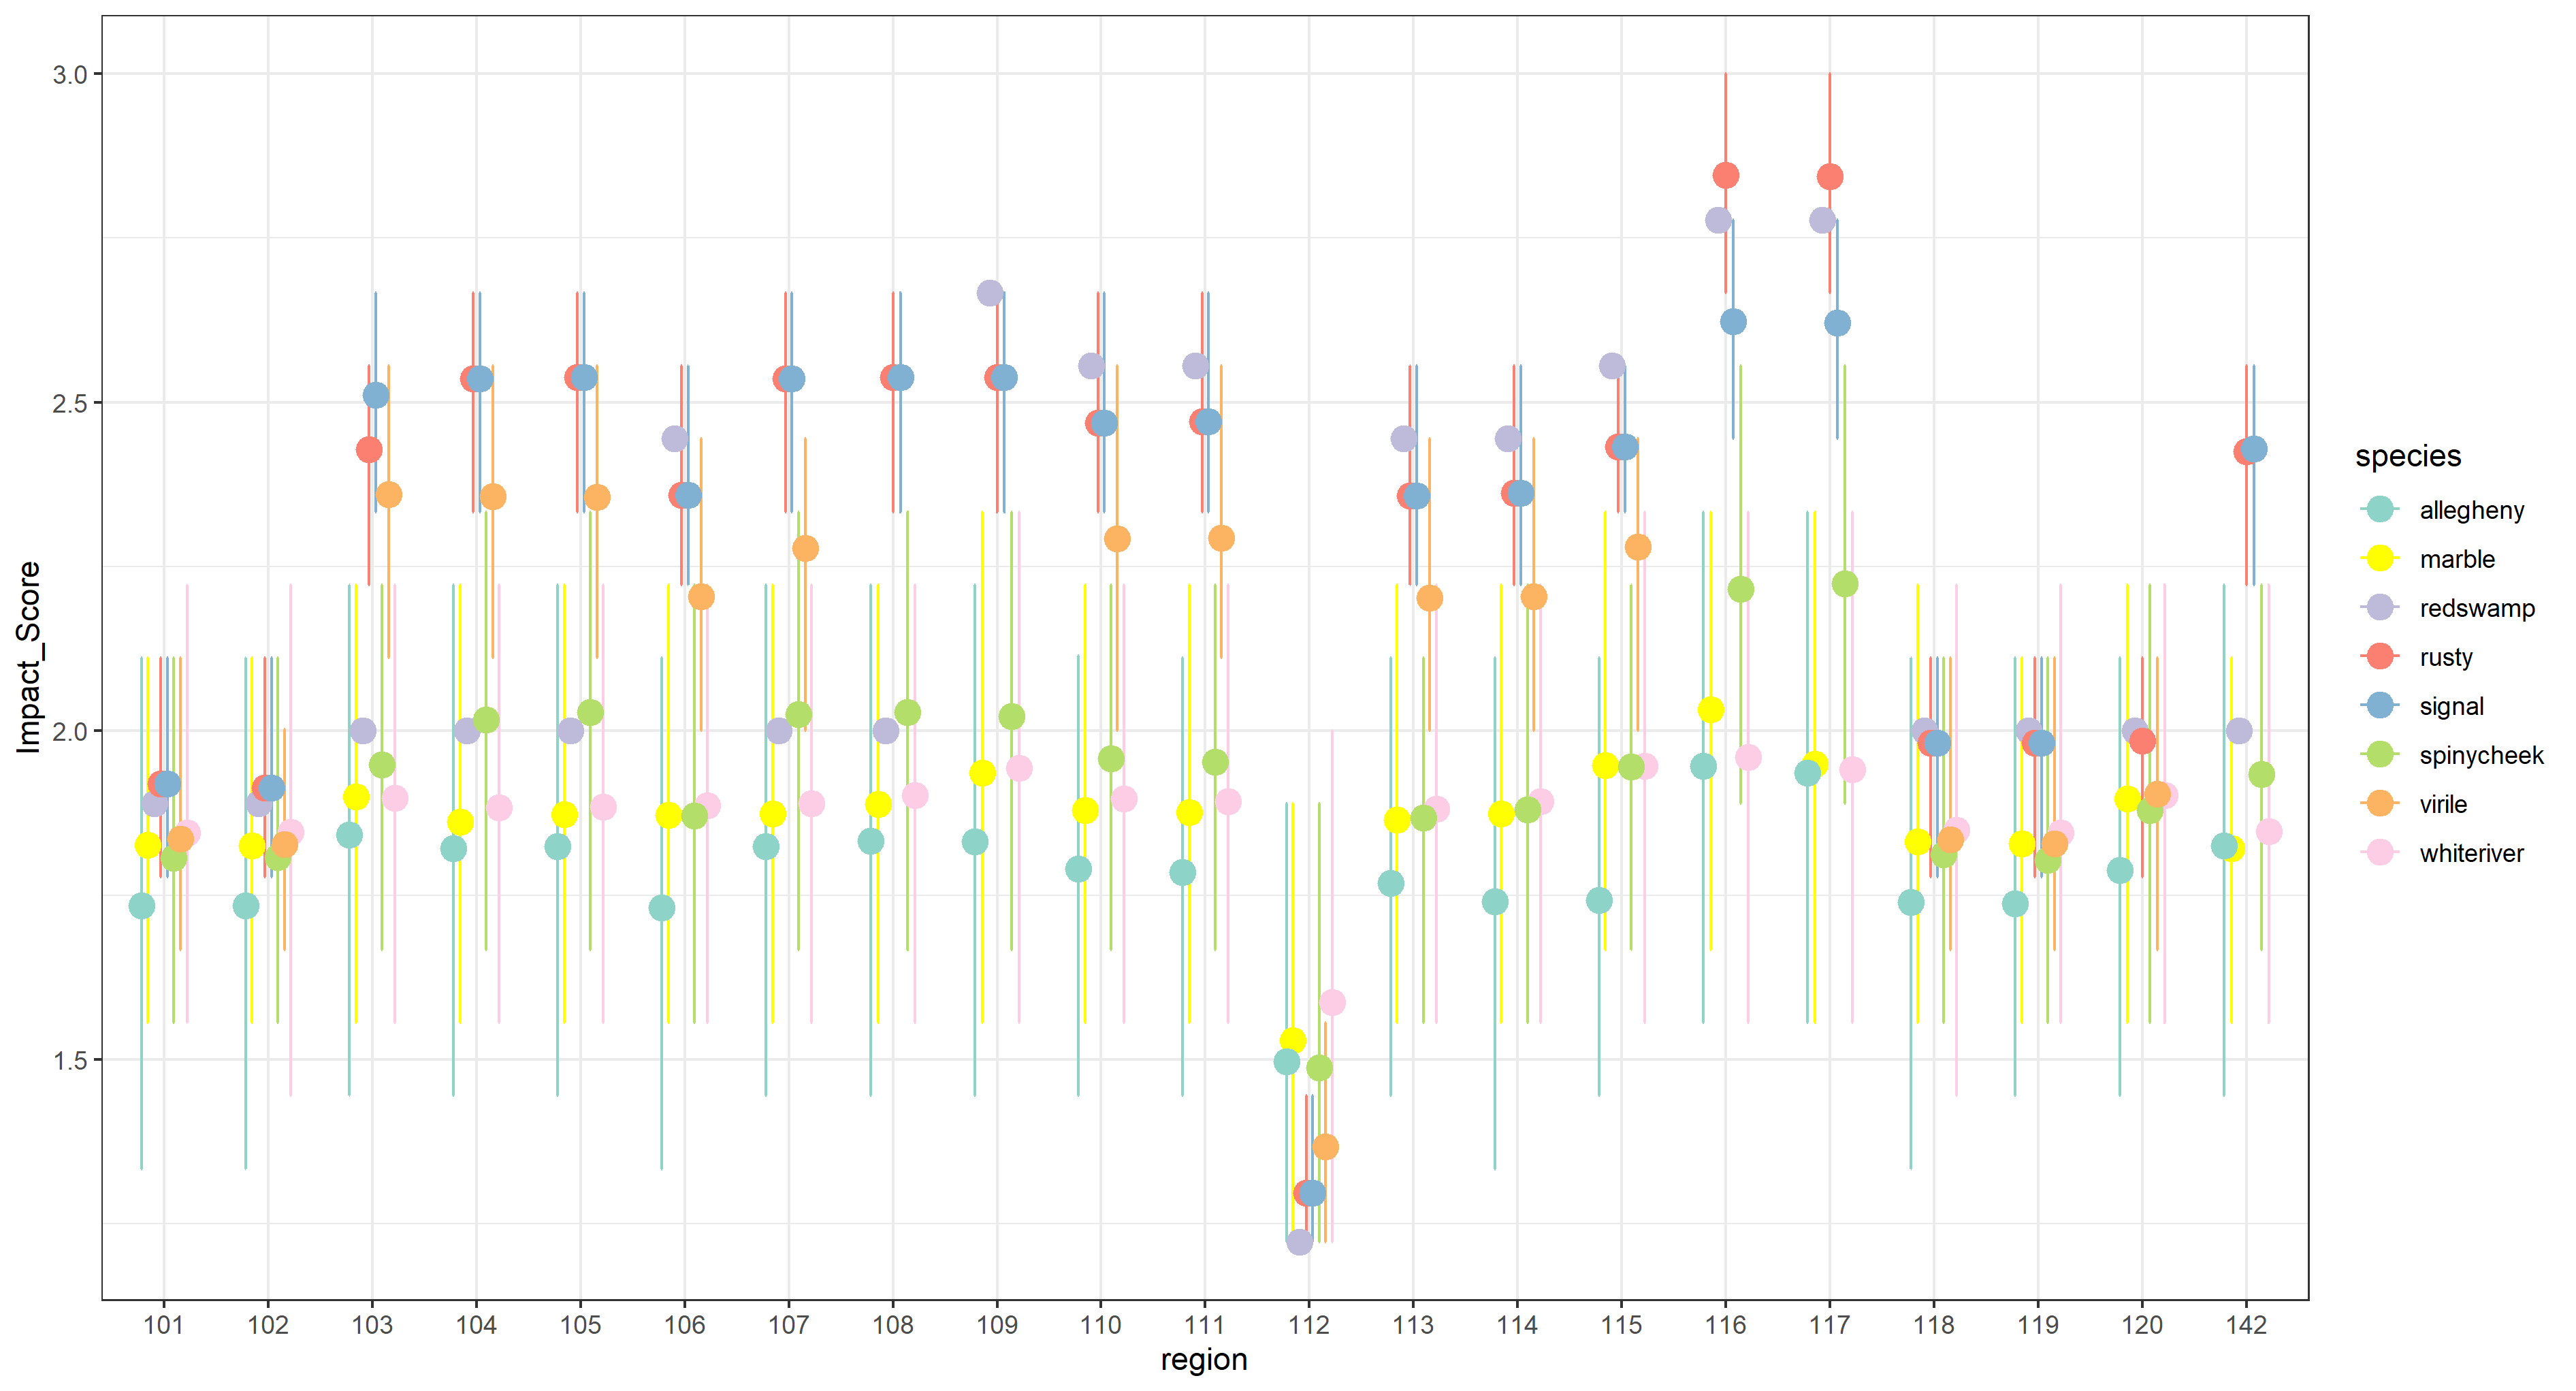 Impact_Score
3.0
2.5
2.0
1.5
101 102 103 104 105 106 107 108 109 110 111 112 113 114 115 116 117 118 119 120 142
region
species
allegheny
marble
redswamp
rusty
signal
spinycheek
virile
whiteriver